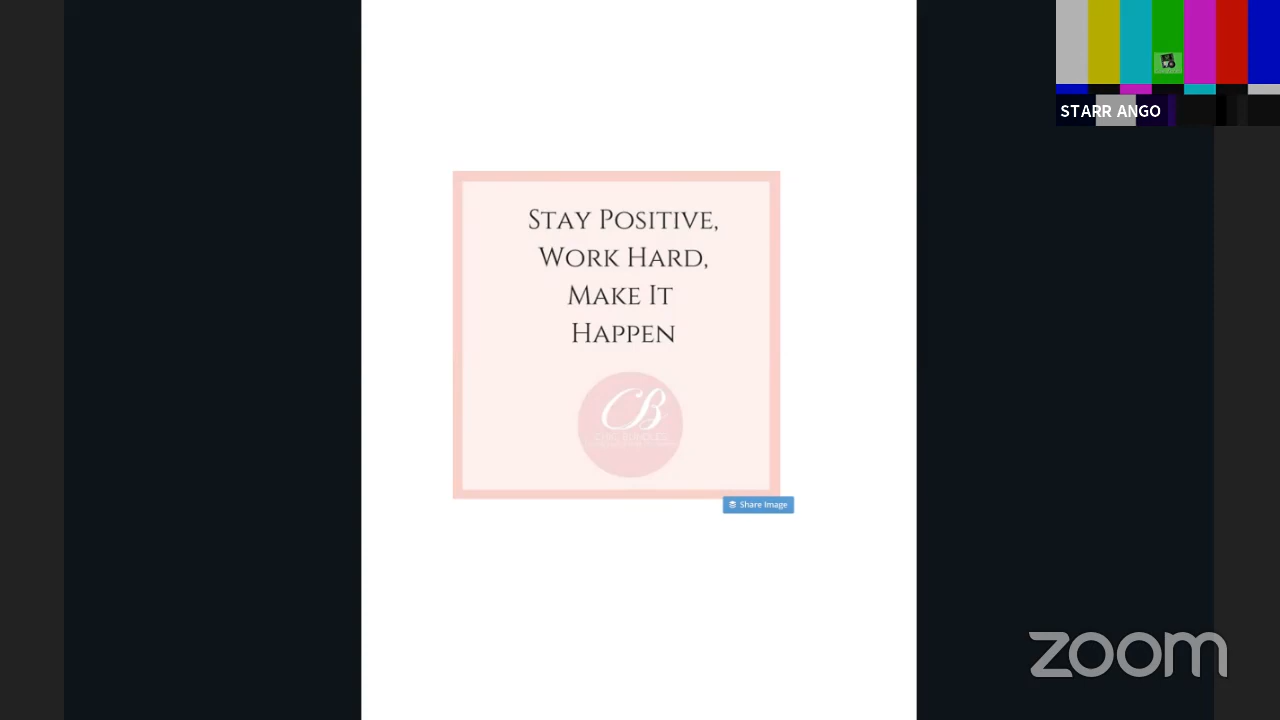 STARR ANGO
Stay Positive,
Work Hard,
Make It
Happen
CB
Share Image
zoom